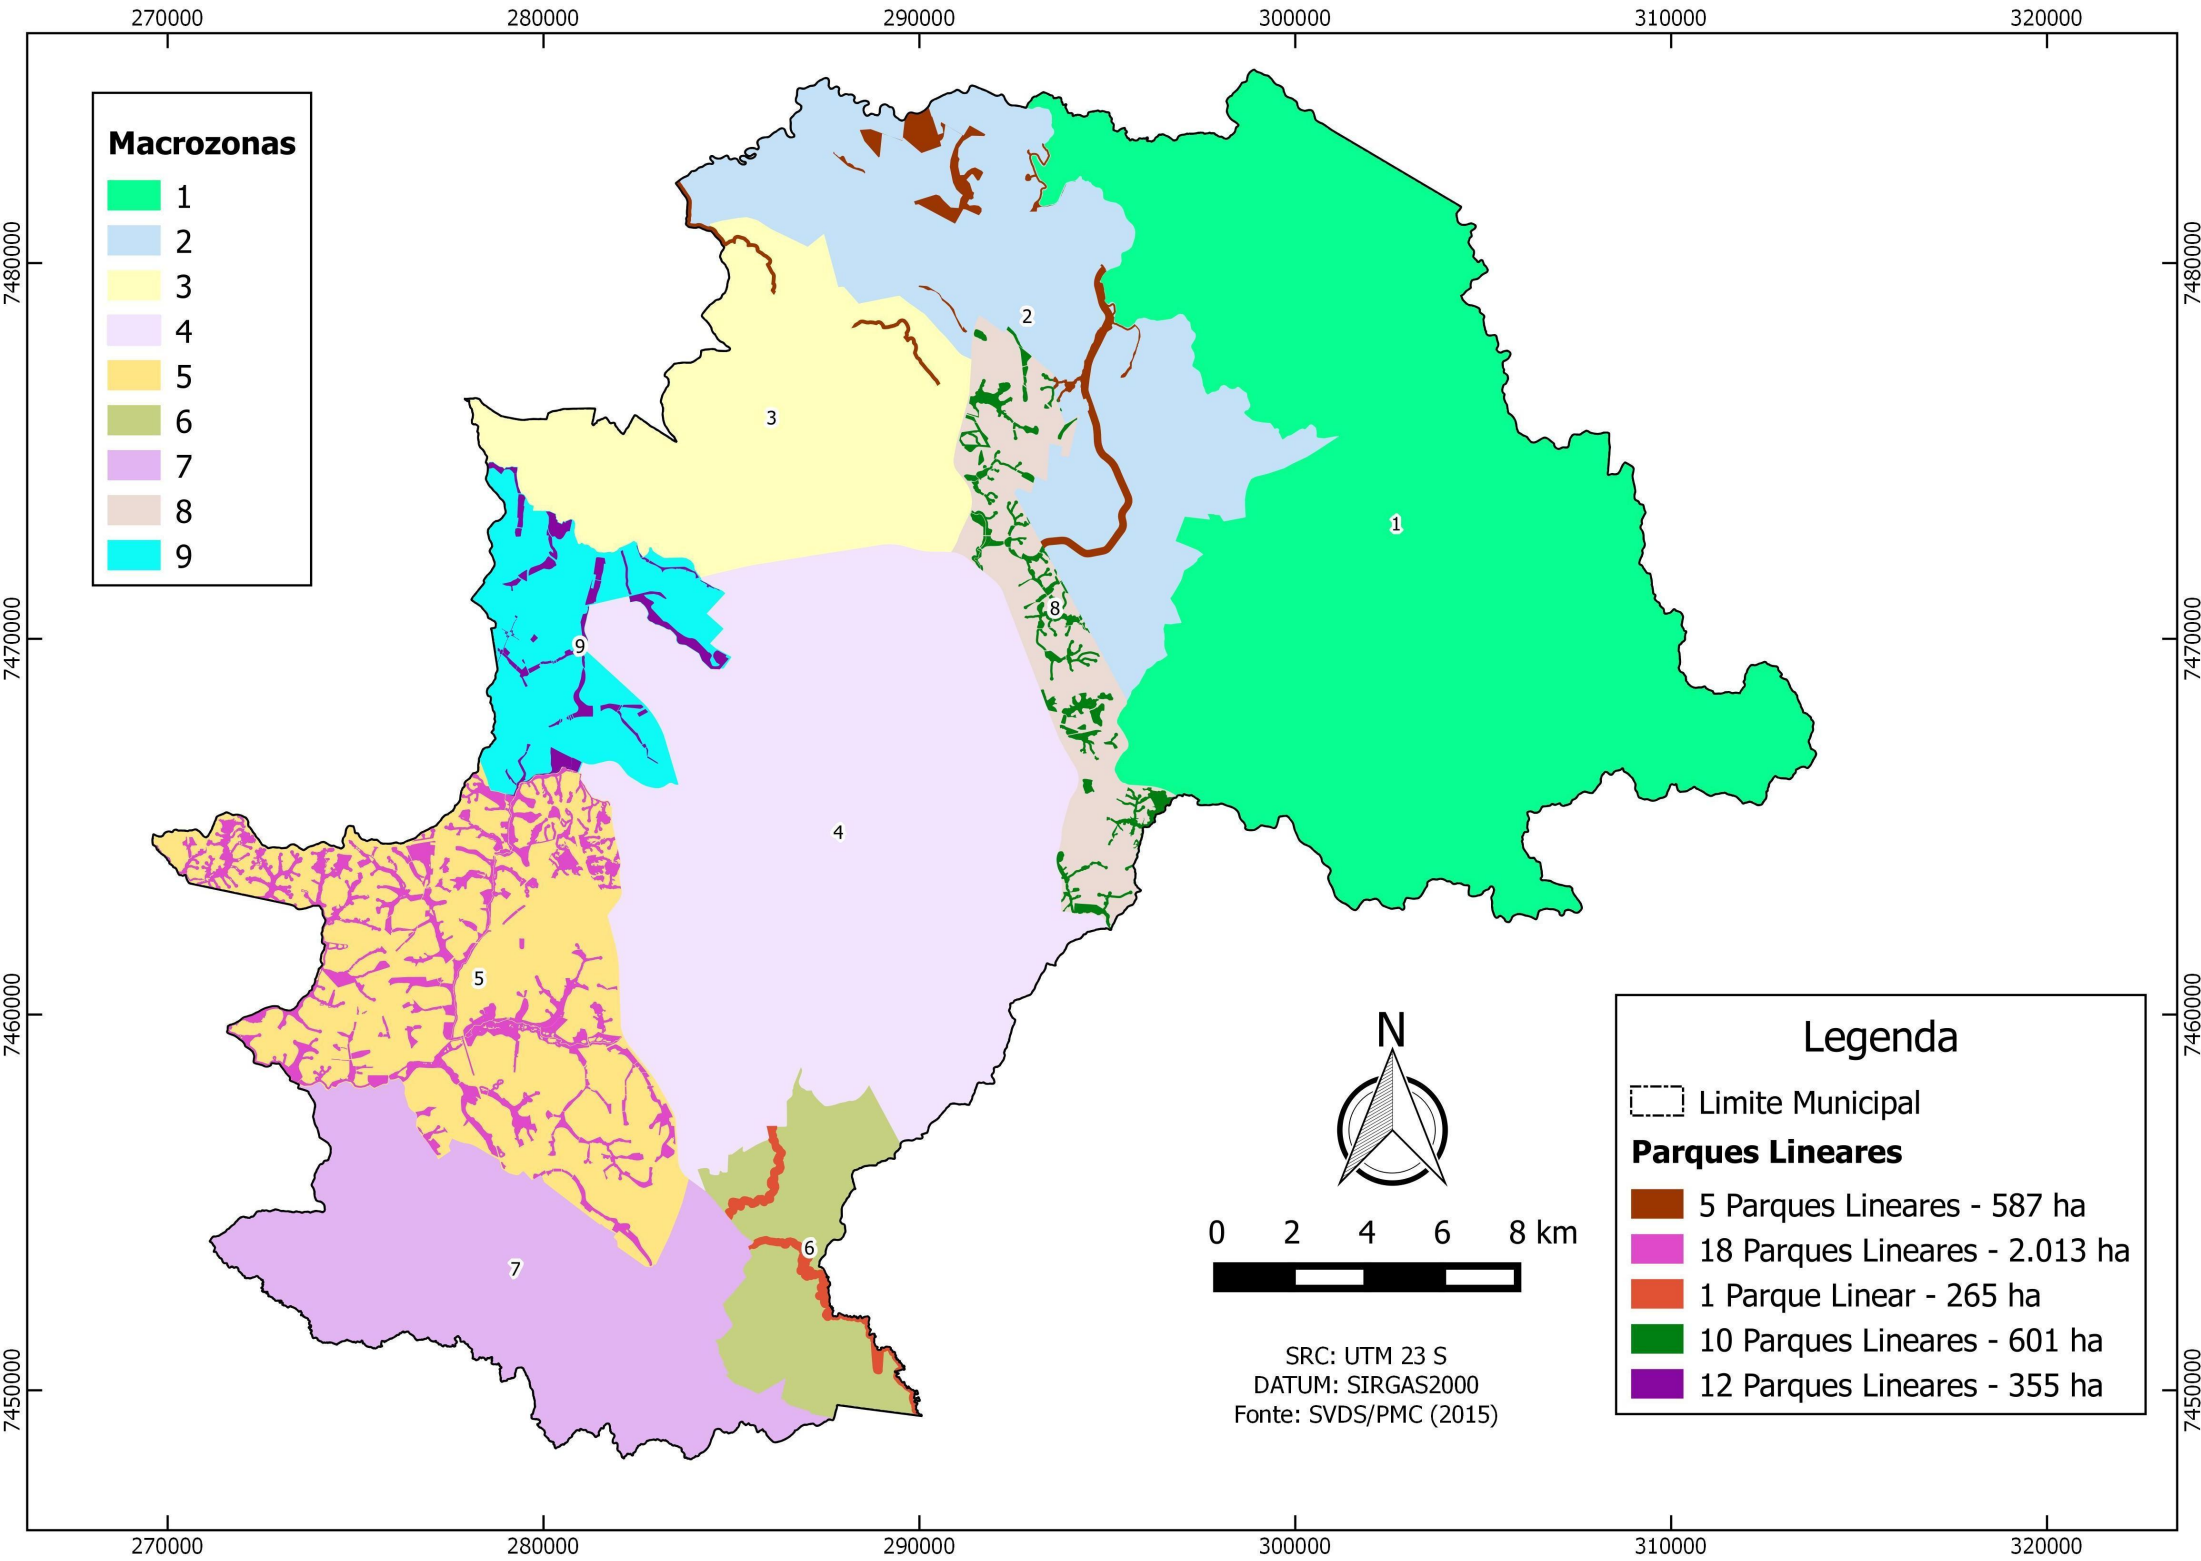 270000 280000 290000 300000 310000 320000
Macrozonas
1
2
3
4
5
6
7
8
9
7480000
7470000
7460000
7450000
2
3
1
8
9
4
5
6
7
7480000
7470000
7460000
7450000
N
0 2 4 6 8 km
SRC: UTM 23 S
DATUM: SIRGAS2000
Fonte: SVDS/PMC (2015)
Legenda
Limite Municipal
Parques Lineares
5 Parques Lineares - 587 ha
18 Parques Lineares - 2.013 ha
1 Parque Linear - 265 ha
10 Parques Lineares - 601 ha
12 Parques Lineares - 355 ha
270000 280000 290000 300000 310000 320000